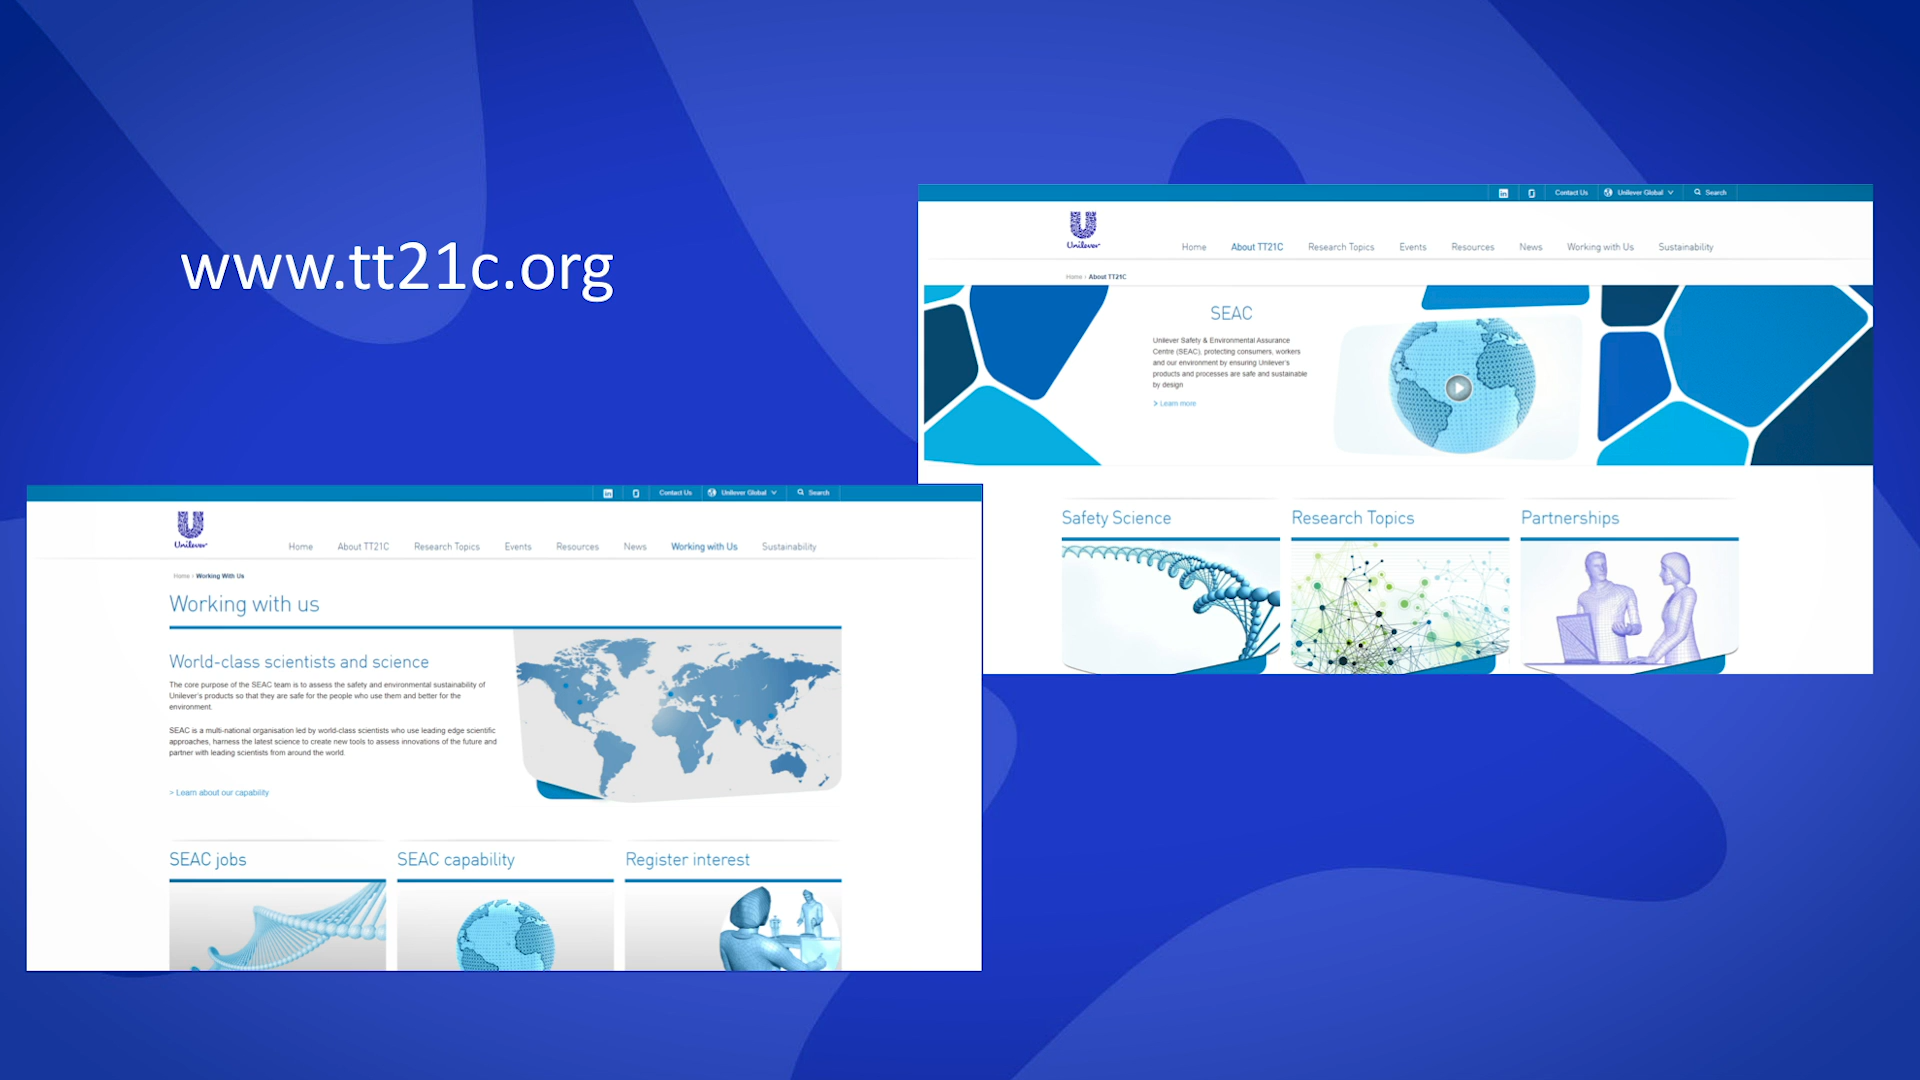 www.tt21c.org
Contact Us Unilever Global Search
Unilever
Home About TT21C Research Topics Events Resources News Working with Us Sustainability
Home › About TT21C
SEAC
Unilever Safety & Environmental Assurance
Centre (SEAC), protecting consumers, workers
and our environment by ensuring Unilever's
products and processes are safe and sustainable
by design
> Learn more
Safety Science Research Topics Partnerships
Contact Us Unilever Global Search
Unilever
Home About TT21C Research Topics Events Resources News Working with Us Sustainability
Home › Working With Us
Working with us
World-class scientists and science
The core purpose of the SEAC team is to assess the safety and environmental sustainability of
Unilever's products so that they are safe for the people who use them and better for the
environment.
SEAC is a multi-national organisation led by world-class scientists who use leading edge scientific
approaches, harness the latest science to create new tools to assess innovations of the future and
partner with leading scientists from around the world.
> Learn about our capability
SEAC jobs SEAC capability Register interest